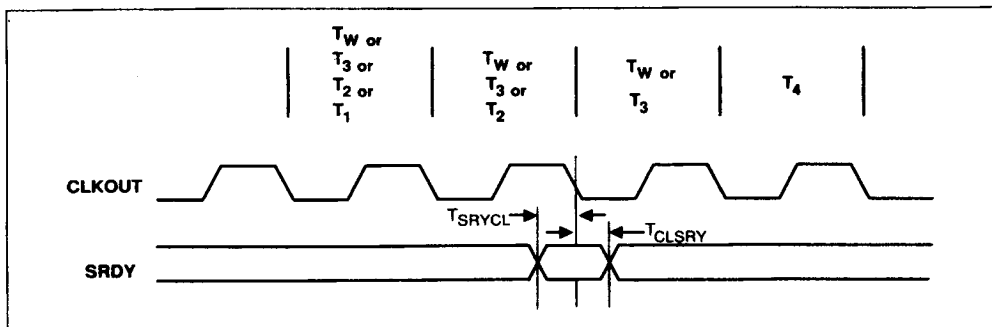 TW or
T3 or
T2 or
T1
TW or
T3 or
T2
TW or
T3
T4
CLKOUT
TSRYCL
TCLSRY
SRDY